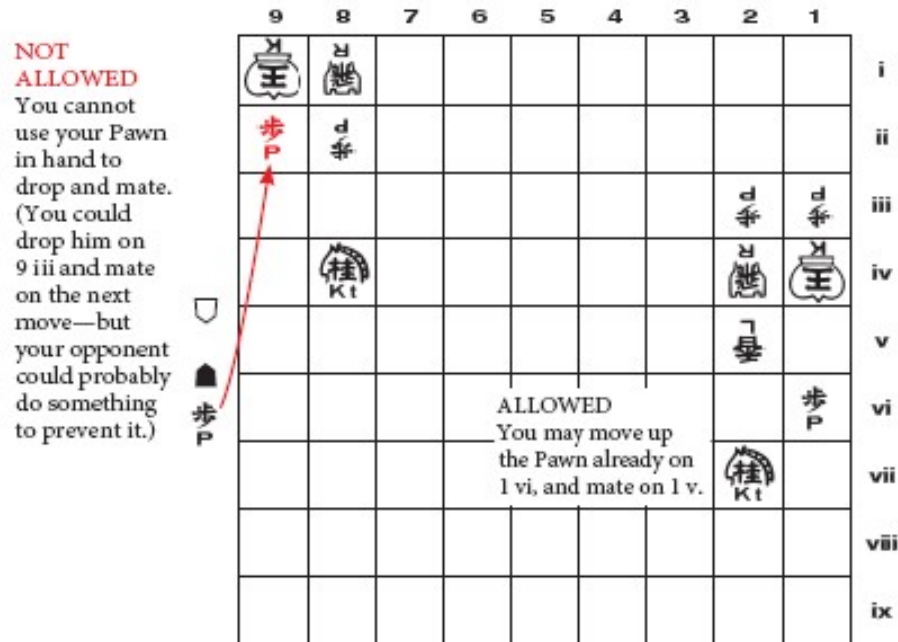 9 8 7 6 5 4 3 2 1
NOT
ALLOWED
You cannot
use your Pawn
in hand to
drop and mate.
(You could
drop him on
9 iii and mate
on the next
move—but
your opponent
could probably
do something
to prevent it.)
歩
P
K
王
R
飛
i
歩
P
P
歩
ii
P
歩
P
歩
iii
桂
Kt
R
飛
K
王
iv
L
香
v
ALLOWED
You may move up
the Pawn already on
1 vi, and mate on 1 v.
歩
P
vi
桂
Kt
vii
viii
ix